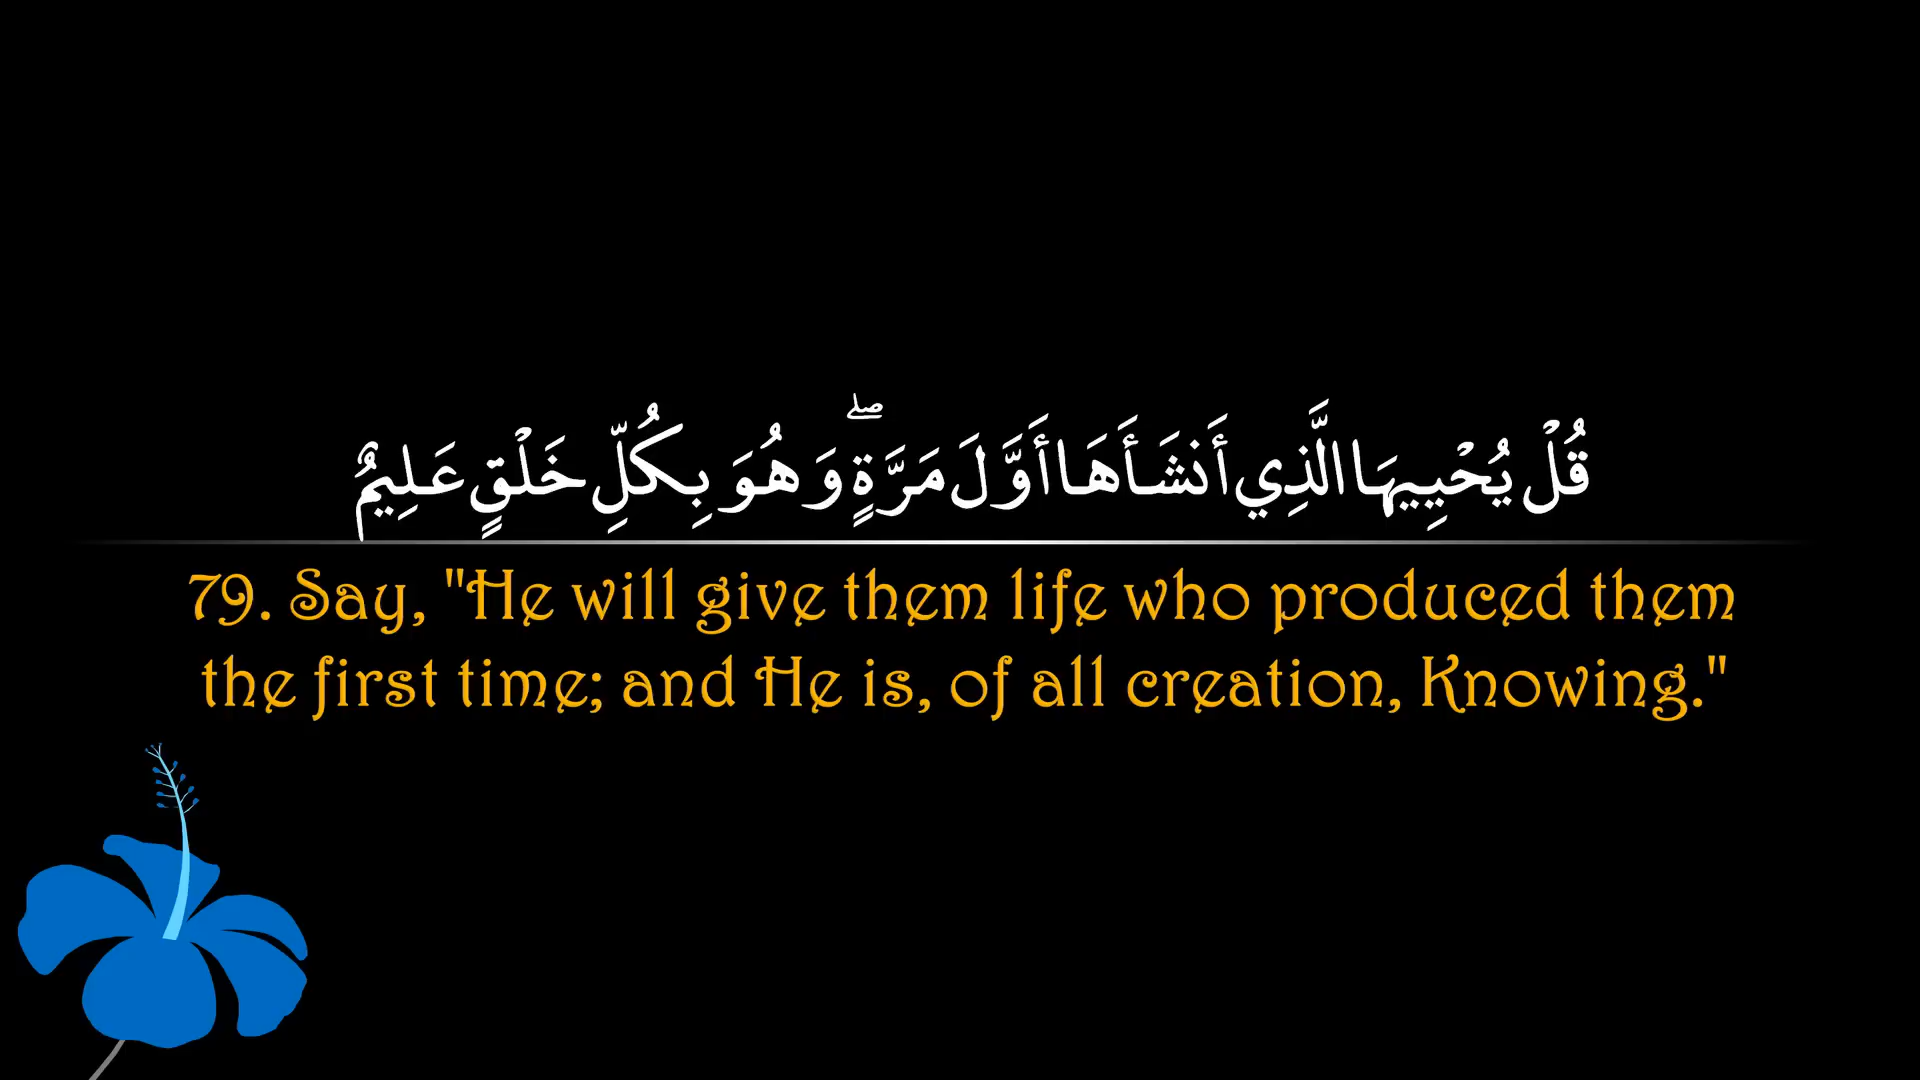 قُلْ يُحْيِيهَا الَّذِي أَنشَأَهَا أَوَّلَ مَرَّةٍ ۖ وَهُوَ بِكُلِّ خَلْقٍ عَلِيمٌ
79. Say, "He will give them life who produced them
the first time; and He is, of all creation, Knowing."